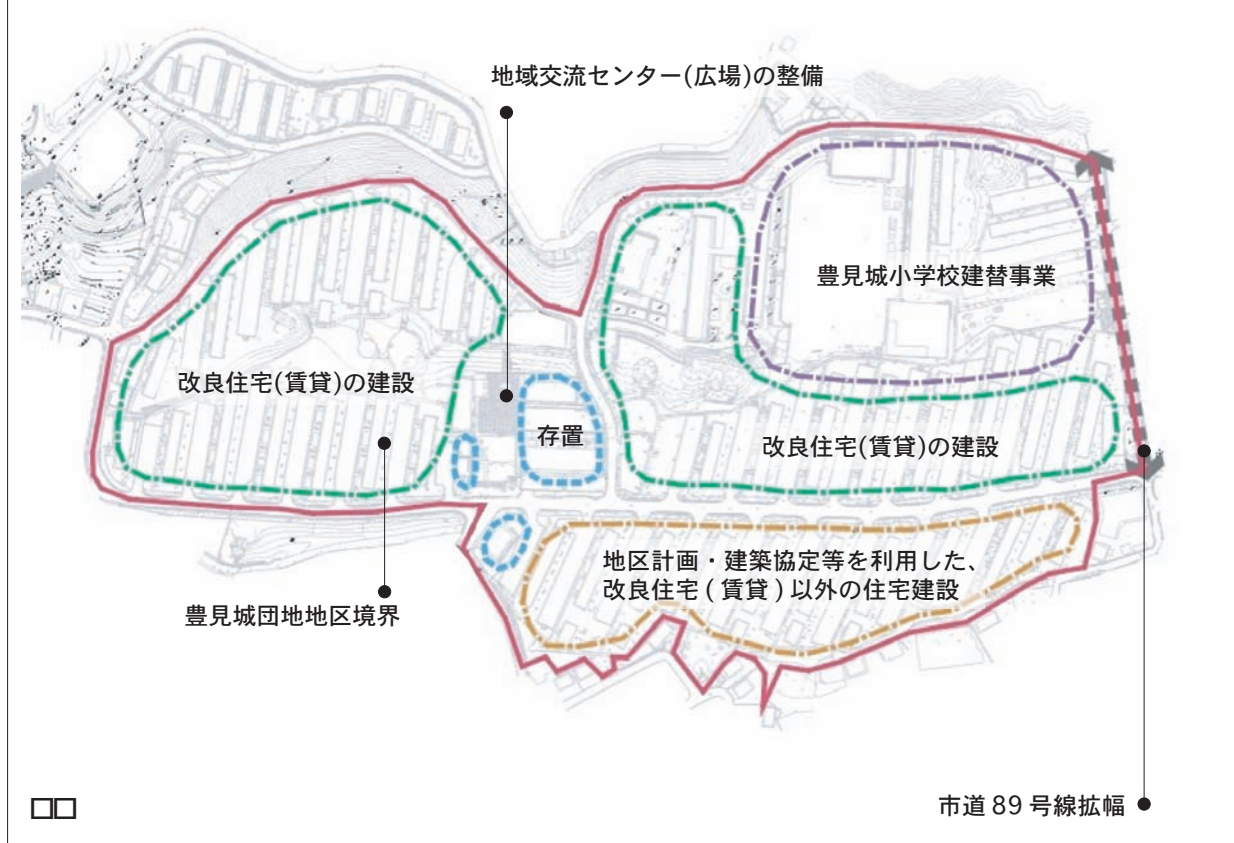 地域交流センター(広場)の整備
豊見城小学校建替事業
改良住宅(賃貸)の建設
存置
改良住宅(賃貸)の建設
地区計画・建築協定等を利用した、
改良住宅(賃貸)以外の住宅建設
豊見城団地地区境界
市道89号線拡幅